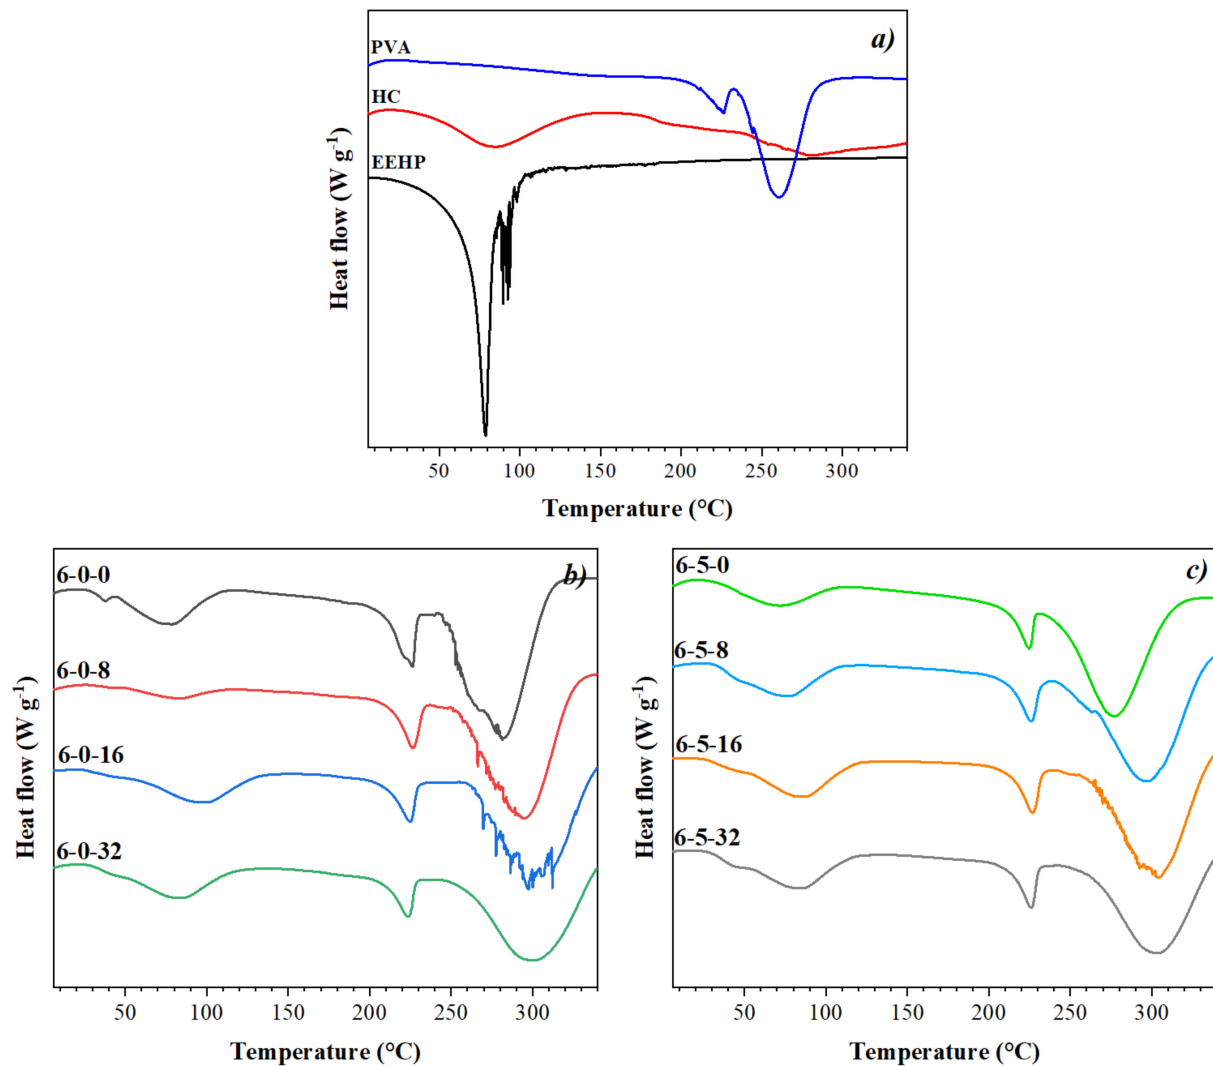 a)
PVA
HC
EEHP
Heat flow (W g⁻¹)
50 100 150 200 250 300
Temperature (°C)
b)
6-0-0
6-0-8
6-0-16
6-0-32
Heat flow (W g⁻¹)
50 100 150 200 250 300
Temperature (°C)
c)
6-5-0
6-5-8
6-5-16
6-5-32
Heat flow (W g⁻¹)
50 100 150 200 250 300
Temperature (°C)